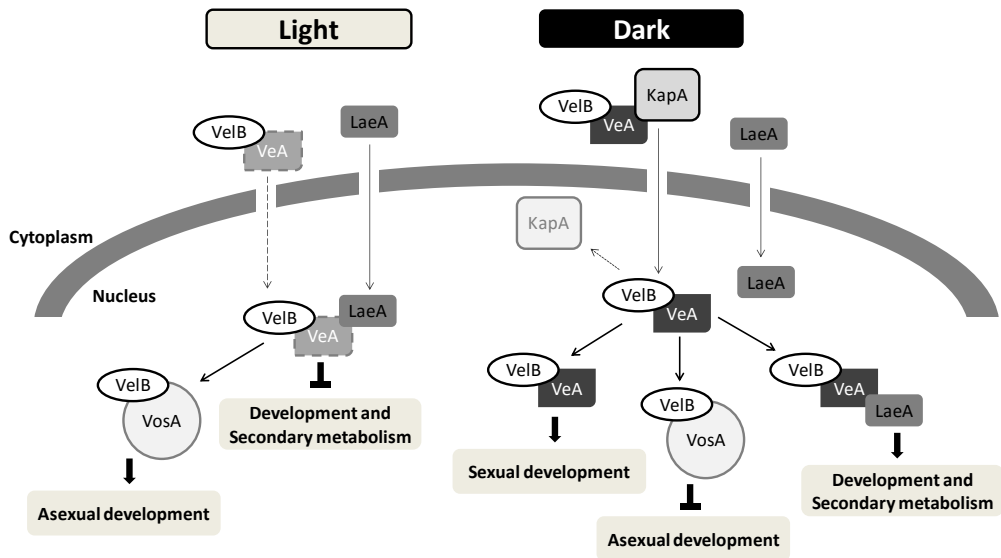 Light
Dark
VelB
VeA
LaeA
VelB
VeA
KapA
LaeA
KapA
Cytoplasm
Nucleus
VelB
VeA
LaeA
VelB
VeA
LaeA
VelB
VosA
Development and
Secondary metabolism
Asexual development
VelB
VeA
Sexual development
VelB
VosA
Asexual development
VelB
VeA
LaeA
Development and
Secondary metabolism